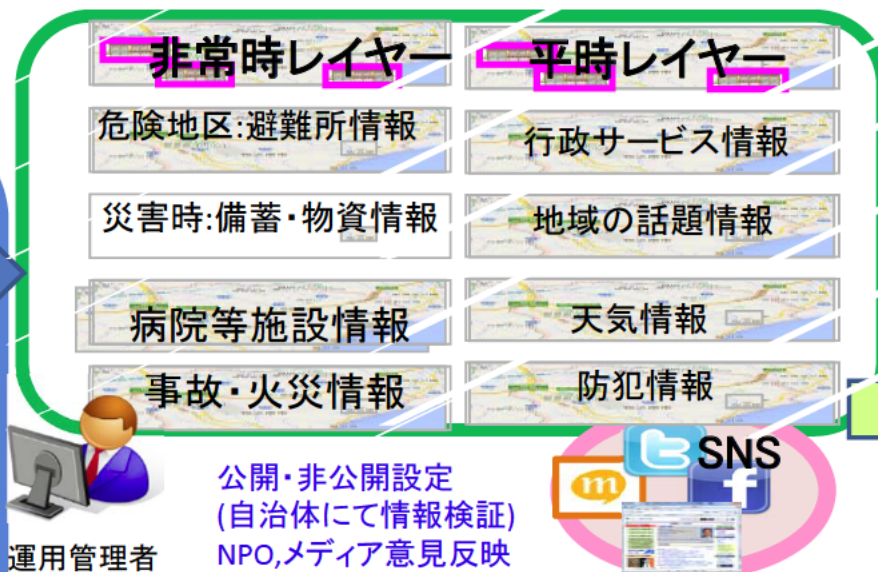 非常時レイヤー
平時レイヤー
危険地区:避難所情報
行政サービス情報
災害時:備蓄・物資情報
地域の話題情報
病院等施設情報
天気情報
事故・火災情報
防犯情報
運用管理者
公開・非公開設定
(自治体にて情報検証)
NPO,メディア意見反映
SNS
m
f